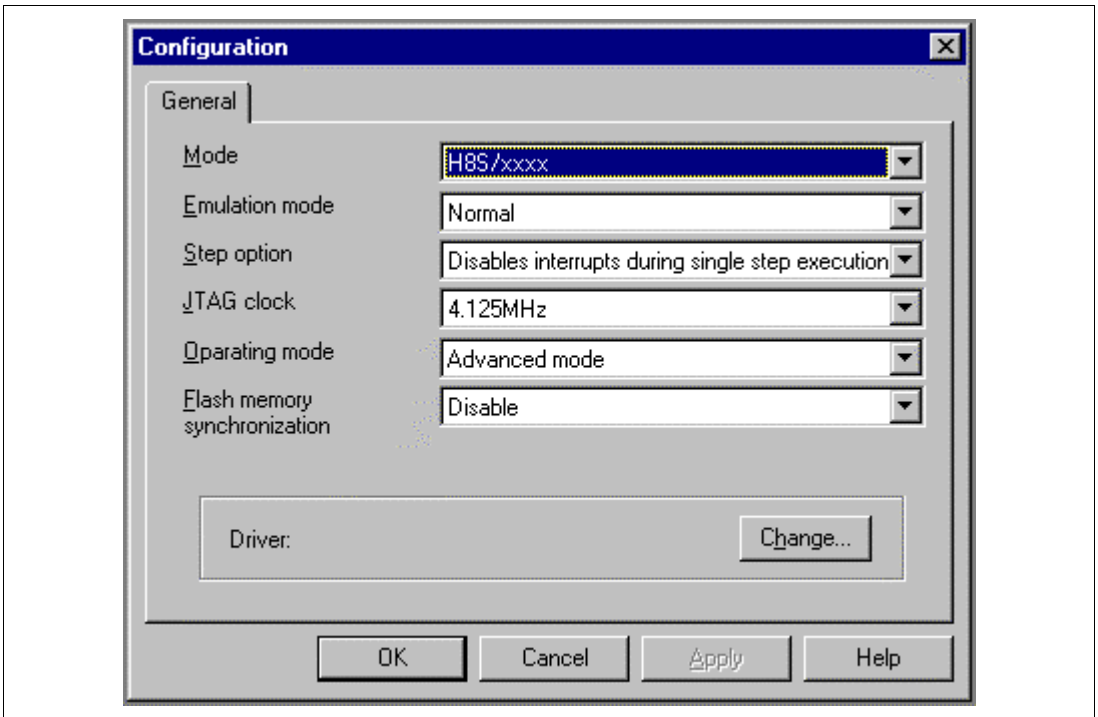 Configuration
General
Mode H8S/xxxx
Emulation mode Normal
Step option Disables interrupts during single step execution
JTAG clock 4.125MHz
Oparating mode Advanced mode
Flash memory
synchronization Disable
Driver: Change...
OK Cancel Apply Help